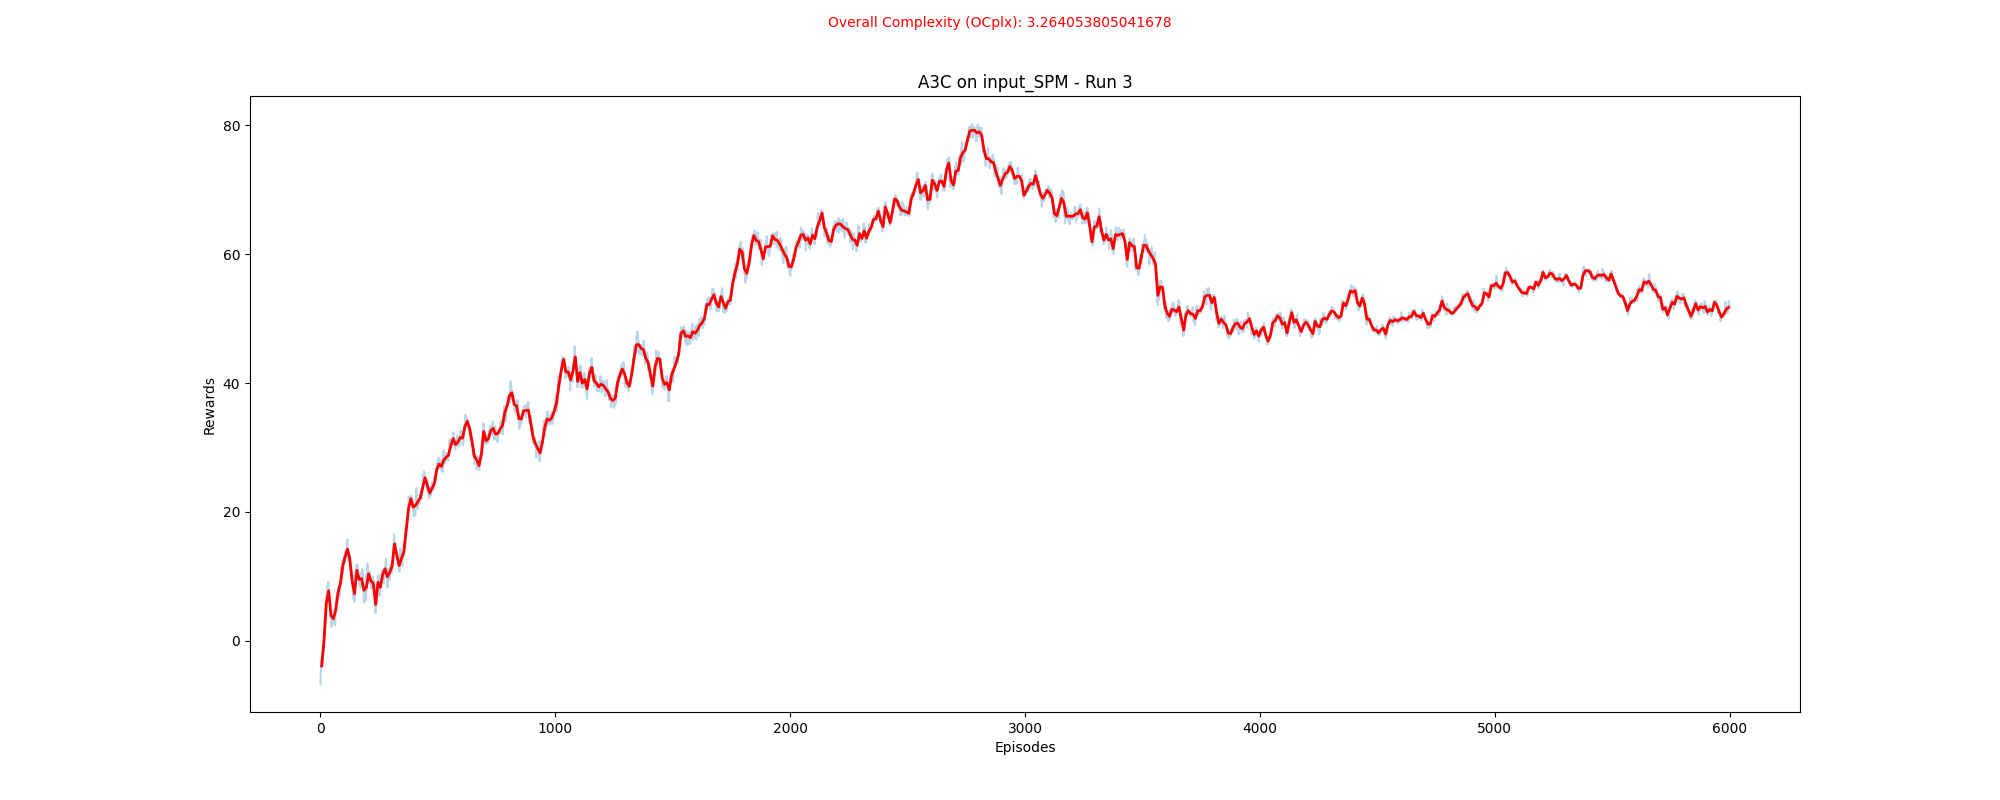 Overall Complexity (OCplx): 3.264053805041678
A3C on input_SPM - Run 3
80
60
40
20
0
Rewards
0 1000 2000 3000 4000 5000 6000
Episodes